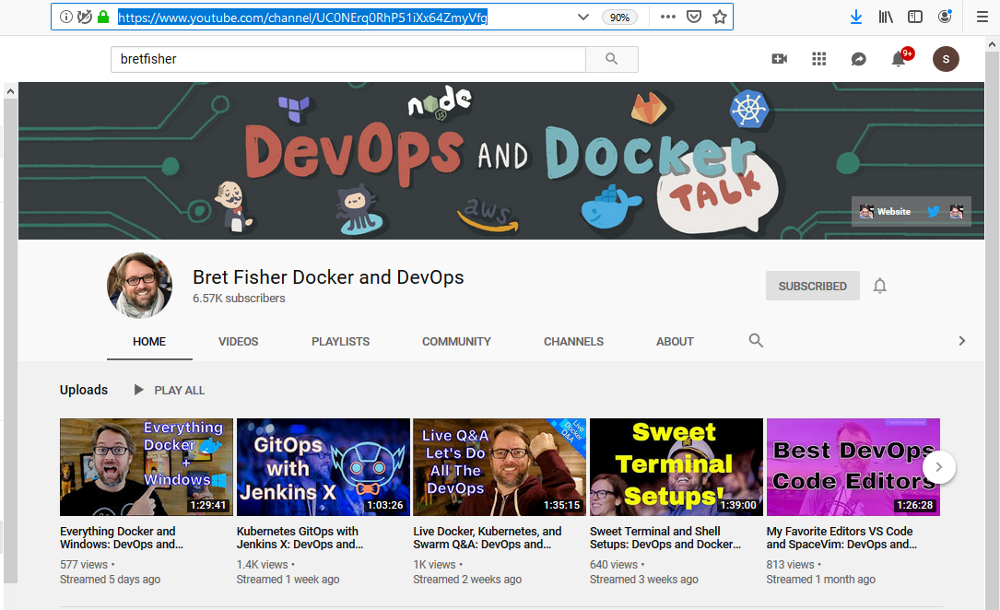 https://www.youtube.com/channel/UC0NErq0RhP51iXx64ZmyVfg
90%
bretfisher
9+
S
node
JS
DevOps AND Docker
TALK
aws
Website
Bret Fisher Docker and DevOps
6.57K subscribers
SUBSCRIBED
HOME VIDEOS PLAYLISTS COMMUNITY CHANNELS ABOUT
Uploads PLAY ALL
Everything
Docker
+
Windows
1:29:41
GitOps
with
Jenkins X
1:03:26
Live Q&A
Let's Do
All The
DevOps
Live
Docker
Q&A
1:35:15
Sweet
Terminal
Setups!
1:39:00
Best DevOps
Code Editors
1:26:28
Everything Docker and
Windows: DevOps and...
577 views •
Streamed 5 days ago
Kubernetes GitOps with
Jenkins X: DevOps and...
1.4K views •
Streamed 1 week ago
Live Docker, Kubernetes, and
Swarm Q&A: DevOps and...
1K views •
Streamed 2 weeks ago
Sweet Terminal and Shell
Setups: DevOps and Docker...
640 views •
Streamed 3 weeks ago
My Favorite Editors VS Code
and SpaceVim: DevOps and...
813 views •
Streamed 1 month ago